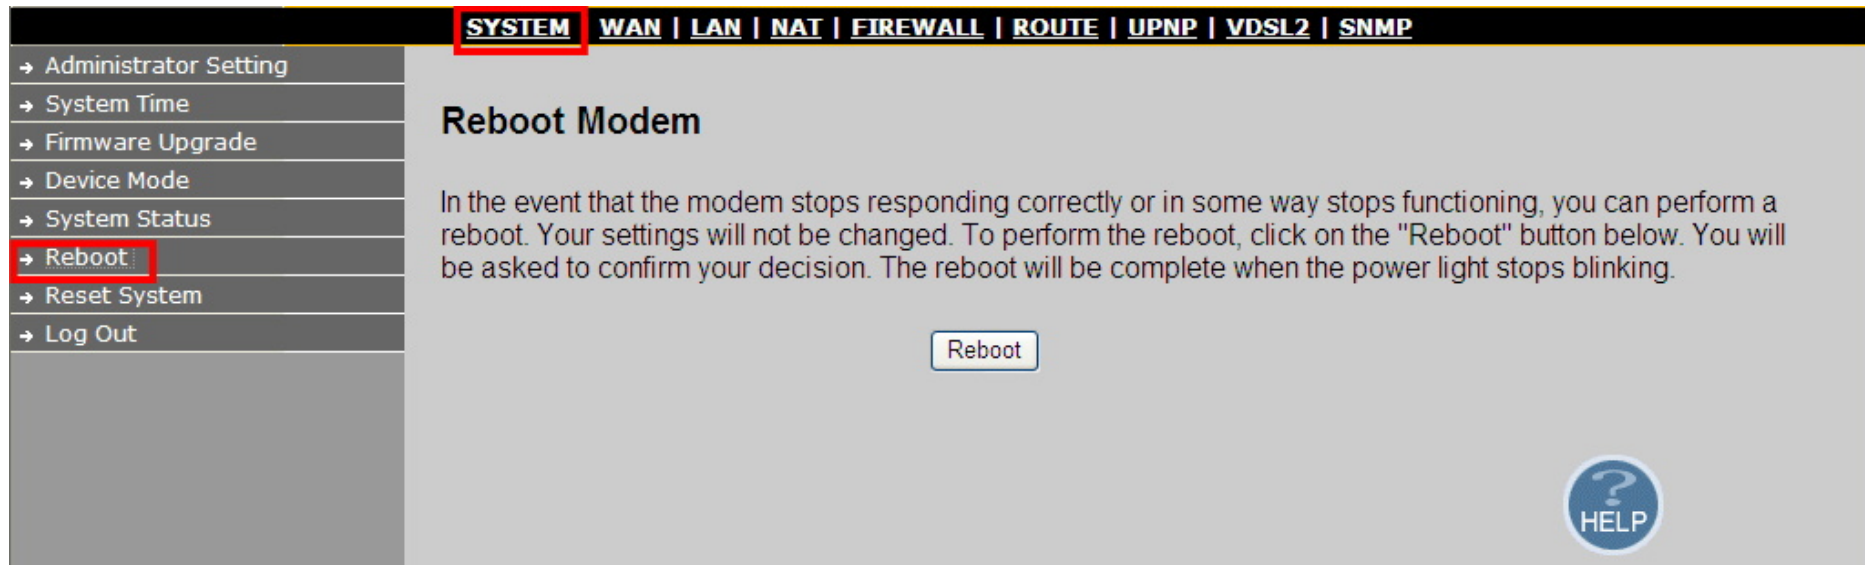 SYSTEM | WAN | LAN | NAT | FIREWALL | ROUTE | UPNP | VDSL2 | SNMP
Administrator Setting
System Time
Firmware Upgrade
Device Mode
System Status
Reboot
Reset System
Log Out
Reboot Modem
In the event that the modem stops responding correctly or in some way stops functioning, you can perform a
reboot. Your settings will not be changed. To perform the reboot, click on the "Reboot" button below. You will
be asked to confirm your decision. The reboot will be complete when the power light stops blinking.
Reboot
?
HELP